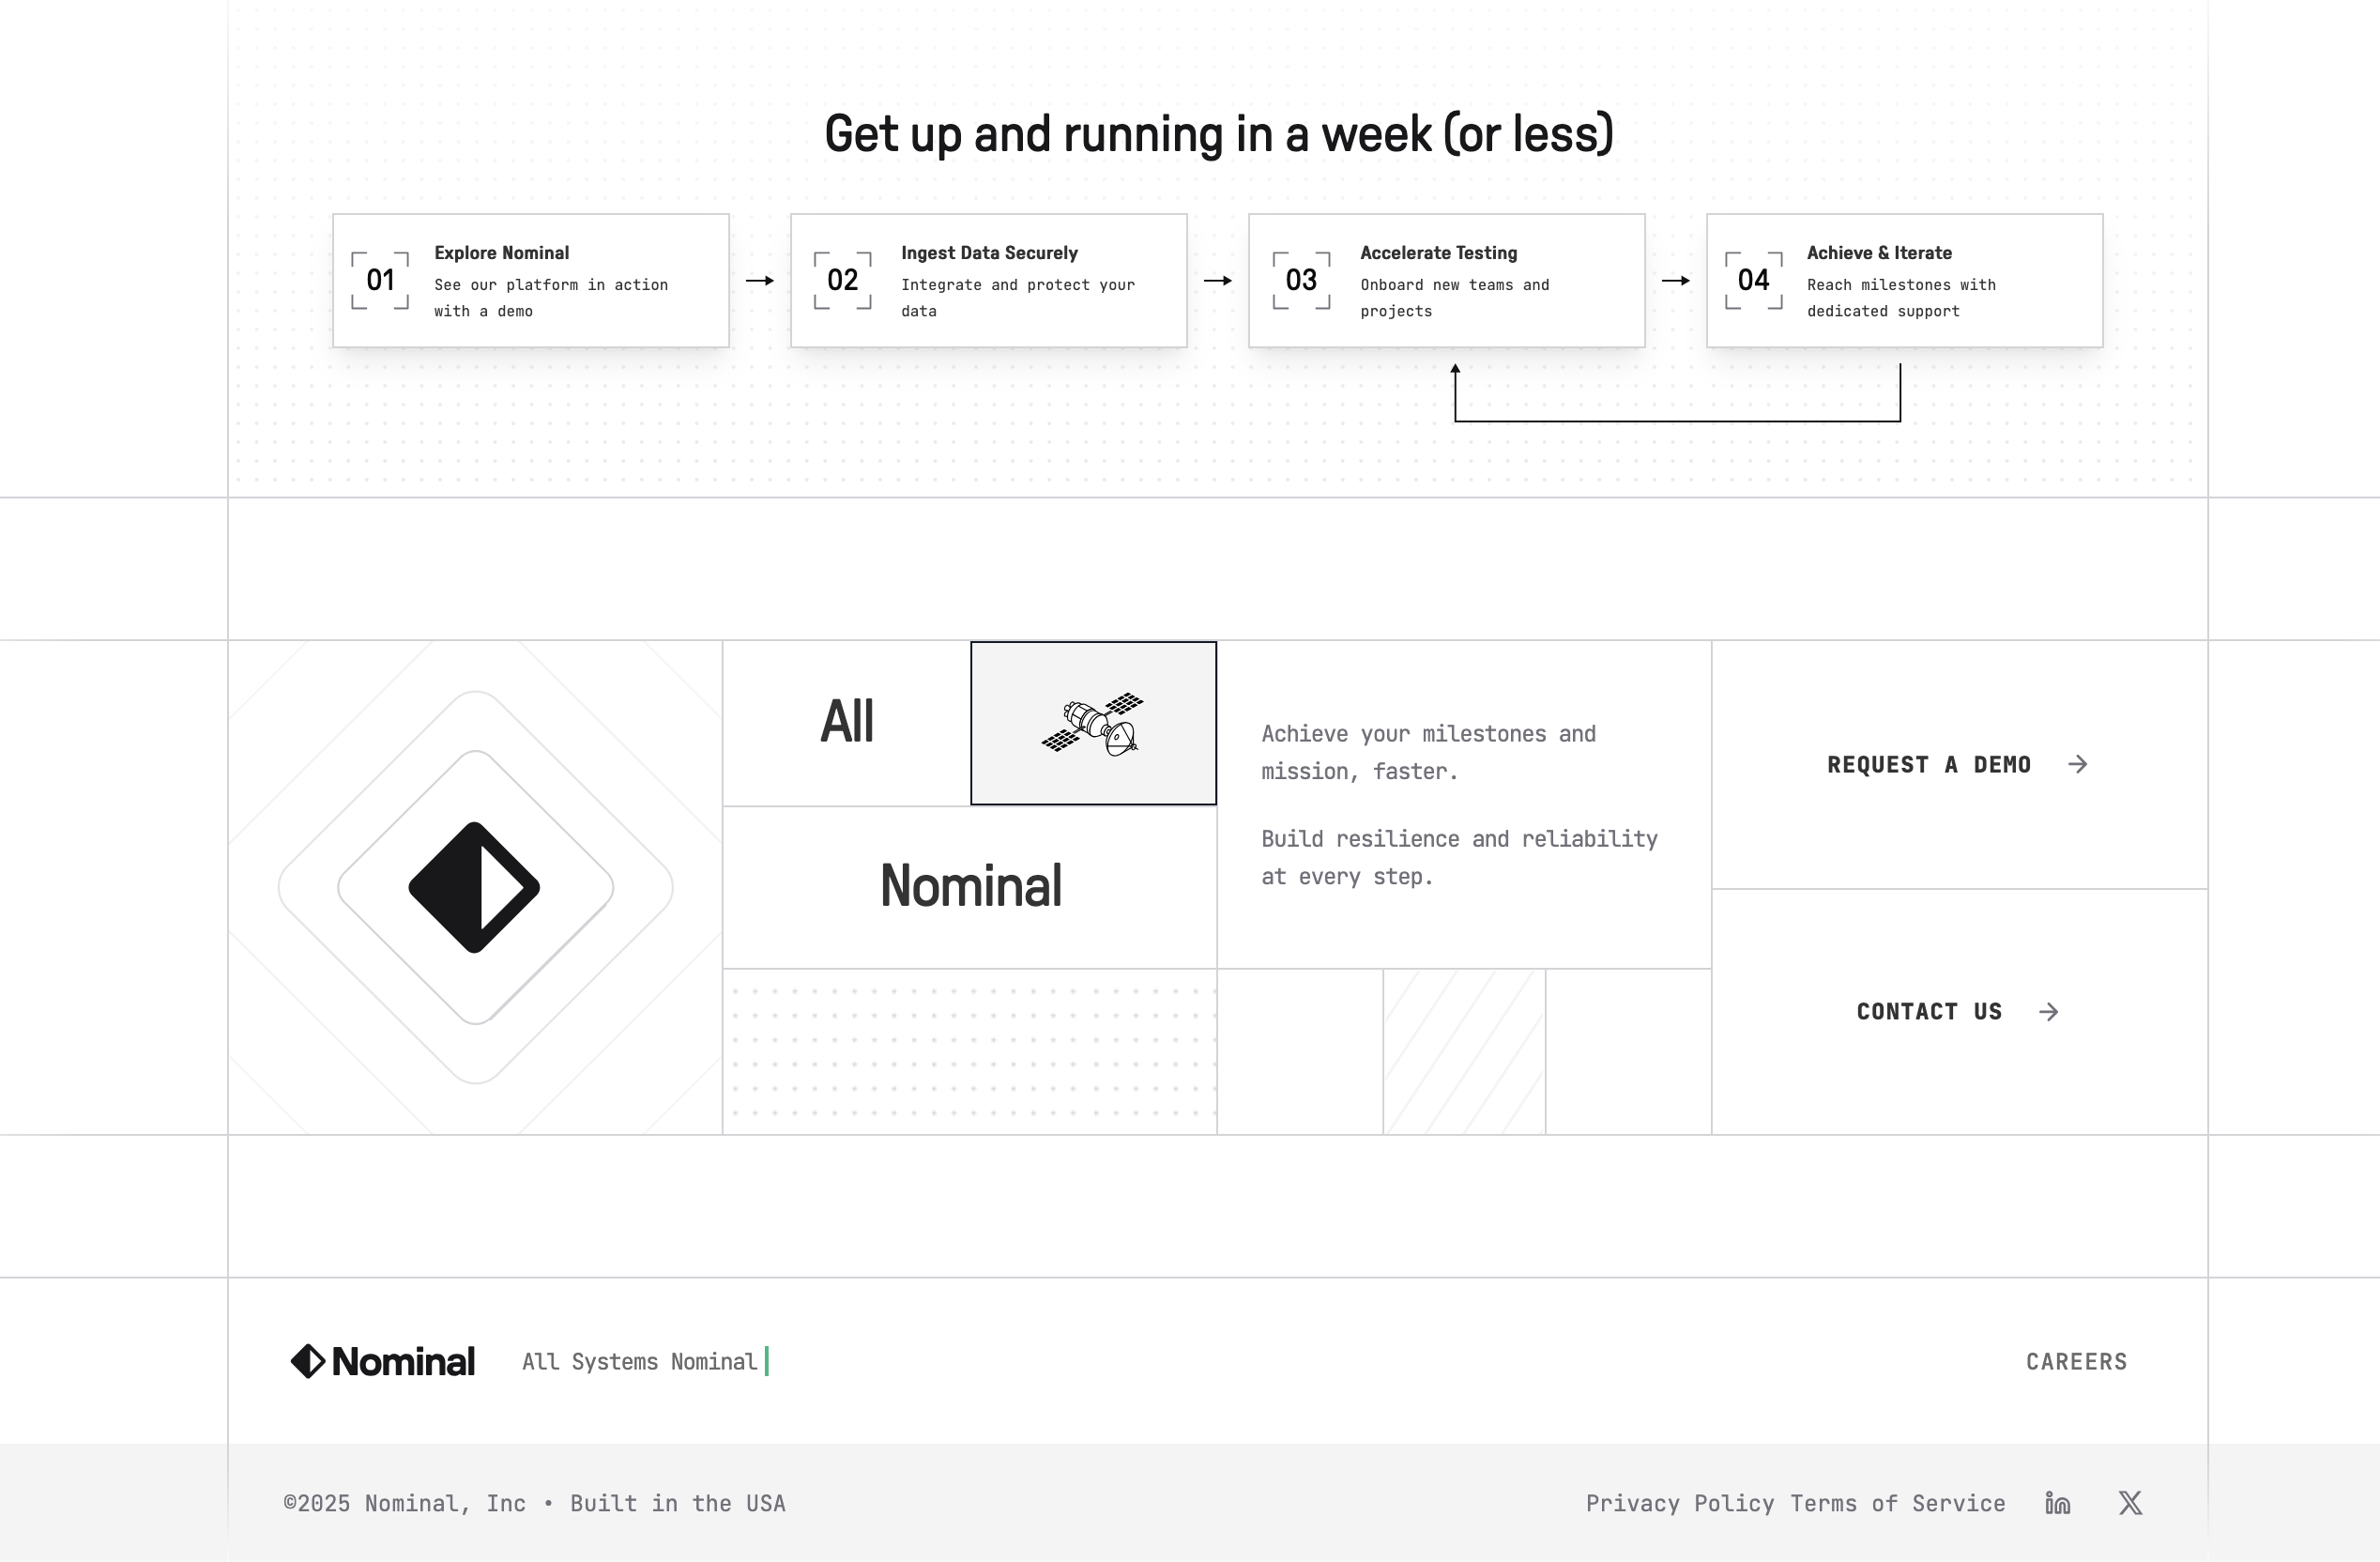 Get up and running in a week (or less)
01
Explore Nominal
See our platform in action
with a demo
02
Ingest Data Securely
Integrate and protect your
data
03
Accelerate Testing
Onboard new teams and
projects
04
Achieve & Iterate
Reach milestones with
dedicated support
All
Nominal
Achieve your milestones and
mission, faster.
Build resilience and reliability
at every step.
REQUEST A DEMO
CONTACT US
Nominal
All Systems Nominal
CAREERS
©2025 Nominal, Inc • Built in the USA
Privacy Policy Terms of Service